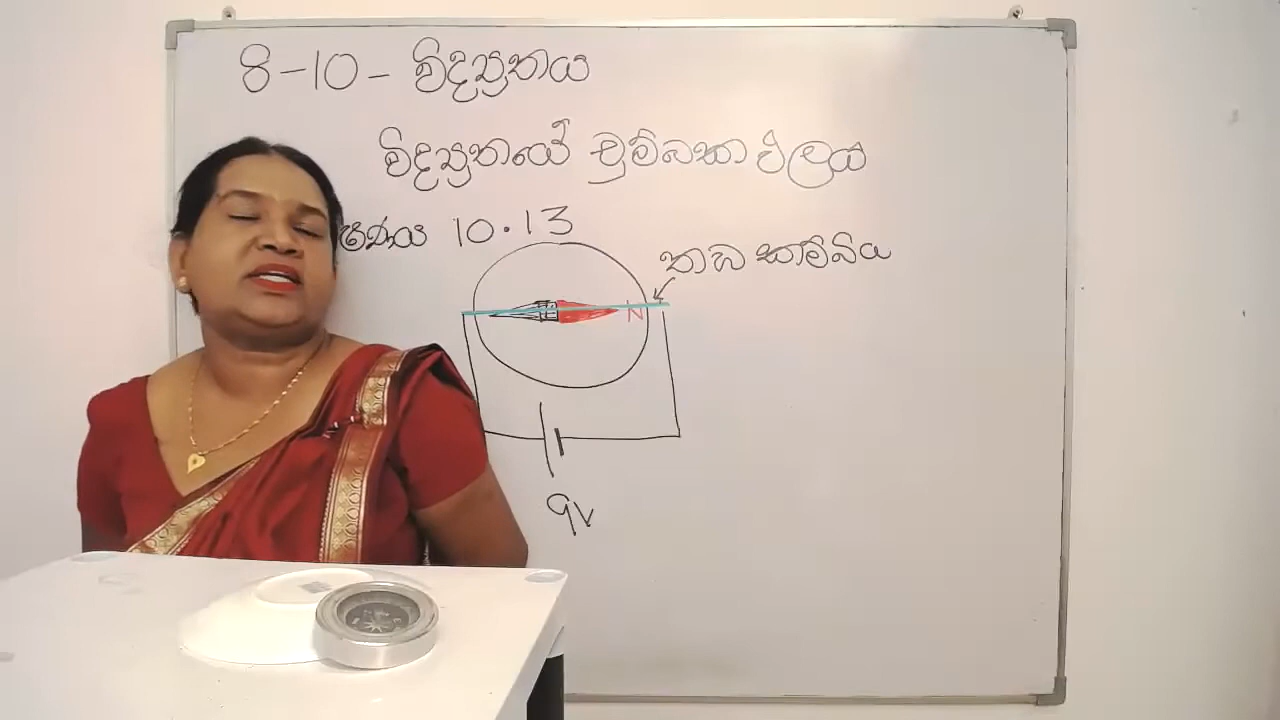 8-10 - විද්‍යුතය
විද්‍යුතයේ චුම්බක ඵලය
10.13
තඹ කම්බිය
N
9V